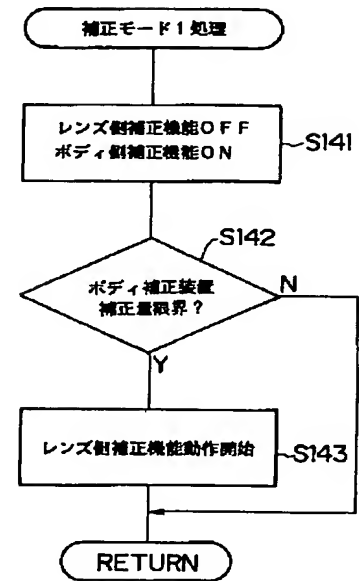 補正モード1処理
レンズ側補正機能OFF
ボディ側補正機能ON
S141
S142
ボディ補正装置
補正量限界?
N
Y
レンズ側補正機能動作開始
S143
RETURN